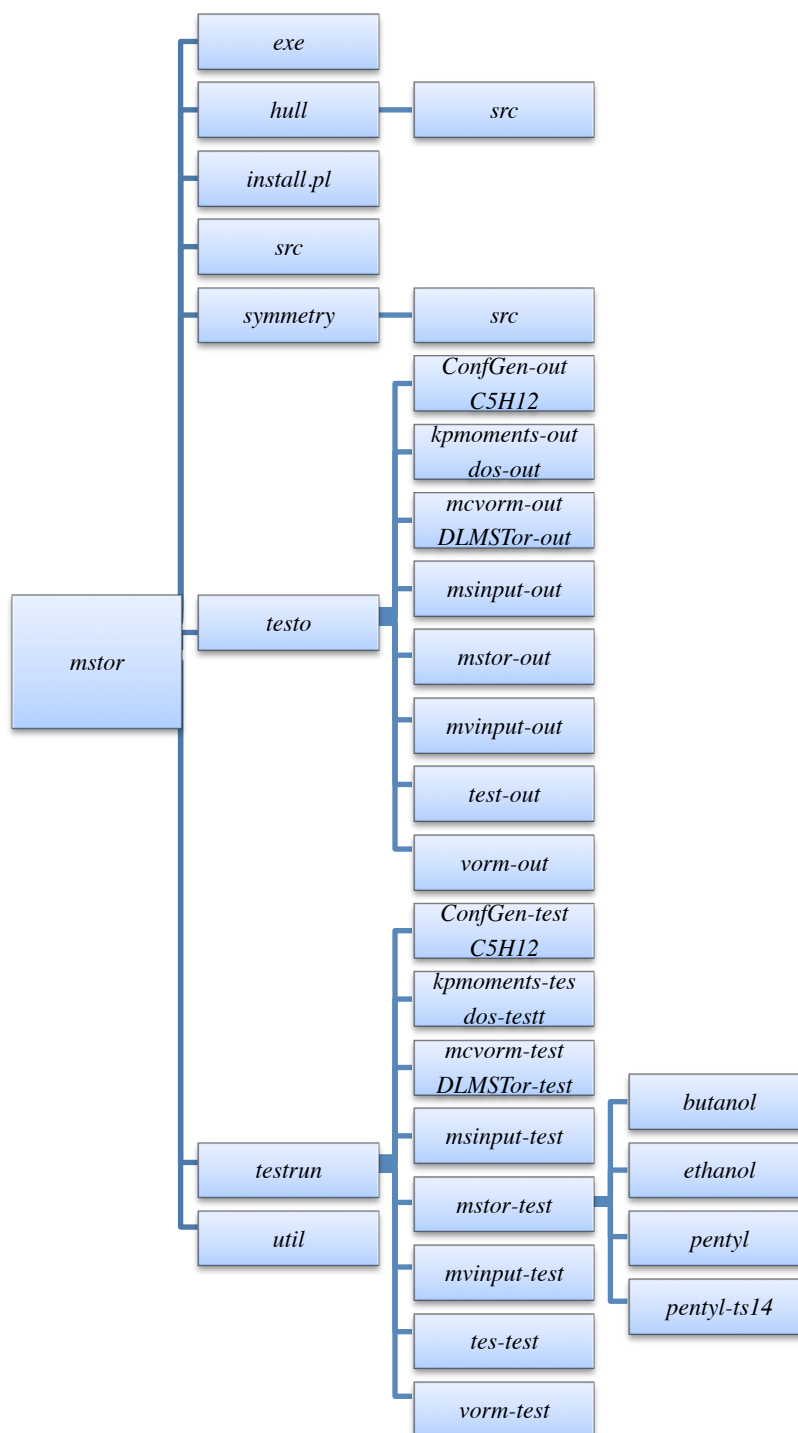 exe
hull
src
install.pl
src
symmetry
src
ConfGen-out
C5H12
kpmoments-out
dos-out
mcvorm-out
DLMSTor-out
msinput-out
mstor
testo
mstor-out
mvinput-out
test-out
vorm-out
ConfGen-test
C5H12
kpmoments-tes
dos-testt
mcvorm-test
DLMSTor-test
butanol
msinput-test
testrun
ethanol
mstor-test
util
pentyl
mvinput-test
pentyl-ts14
tes-test
vorm-test